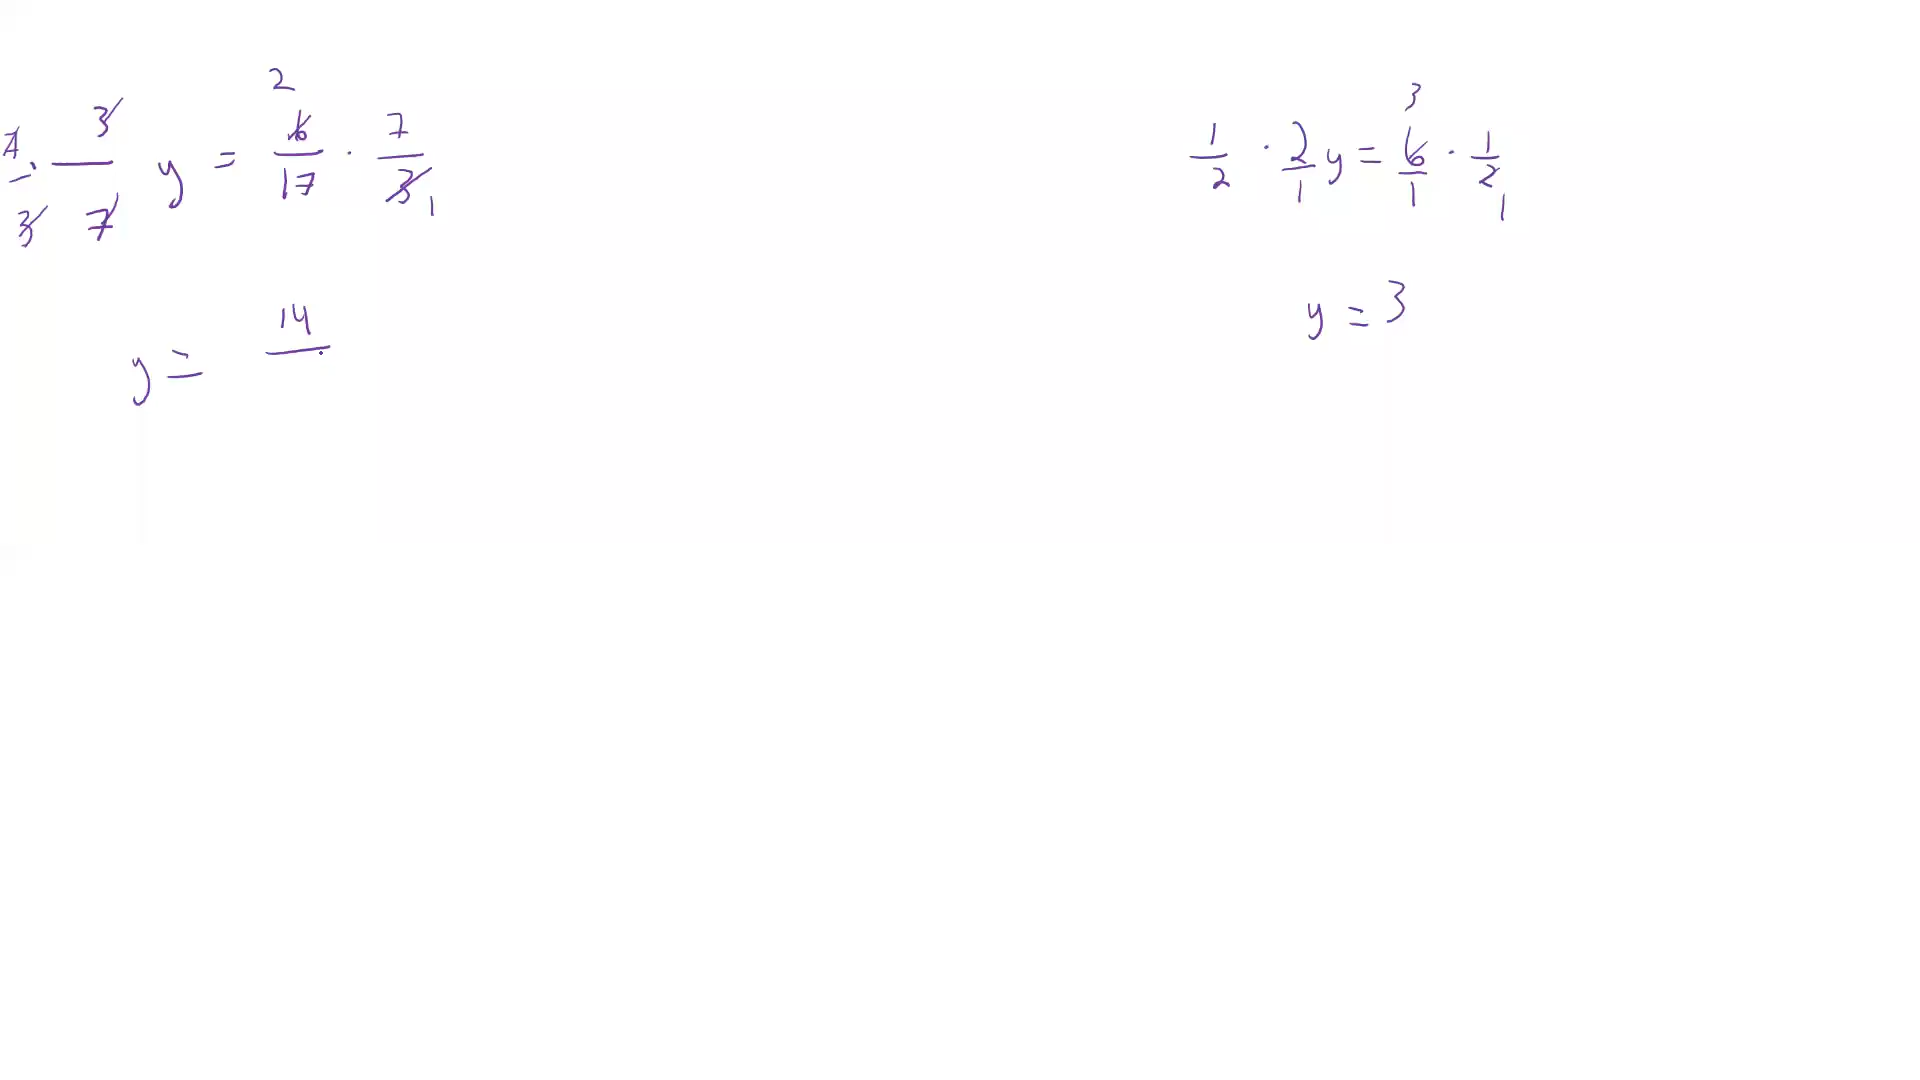 7/3 · 3/7 y = 6/17 · 7/3 2 1
y = 14
1/2 · 2/1 y = 6/1 · 1/2 3 1
y = 3